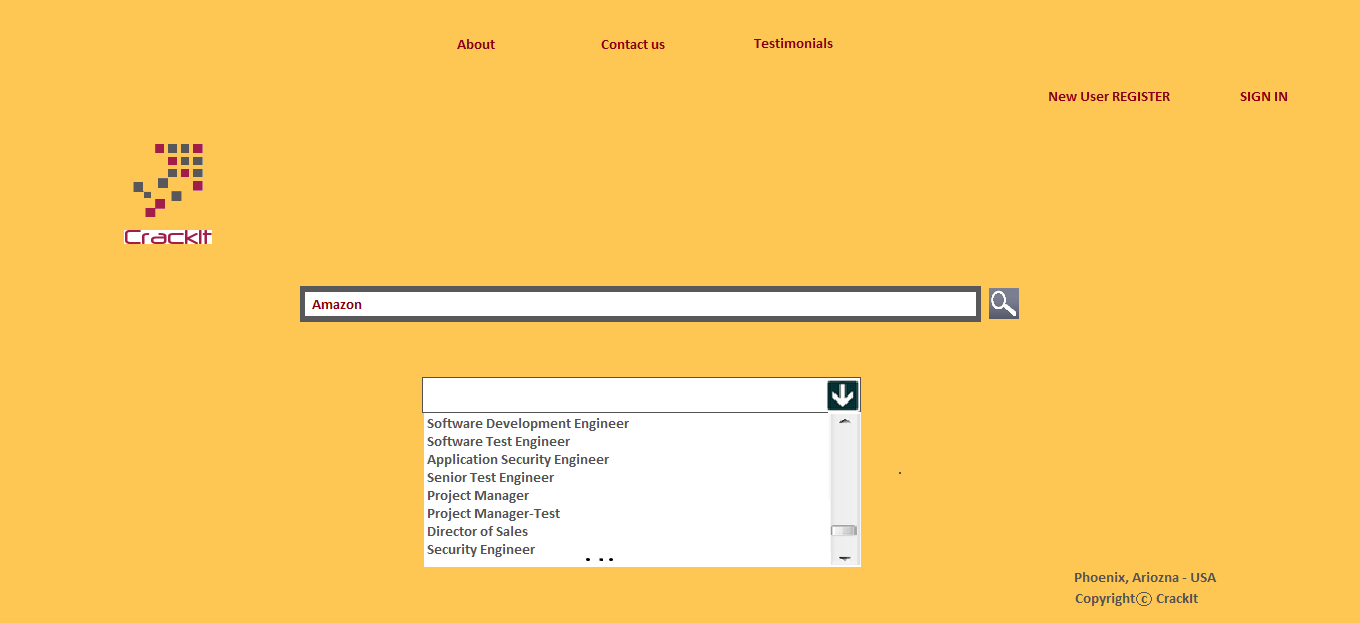 About
Contact us
Testimonials
New User REGISTER
SIGN IN
CrackIt
Amazon
Software Development Engineer
Software Test Engineer
Application Security Engineer
Senior Test Engineer
Project Manager
Project Manager-Test
Director of Sales
Security Engineer
. . .
Phoenix, Ariozna - USA
Copyright© CrackIt